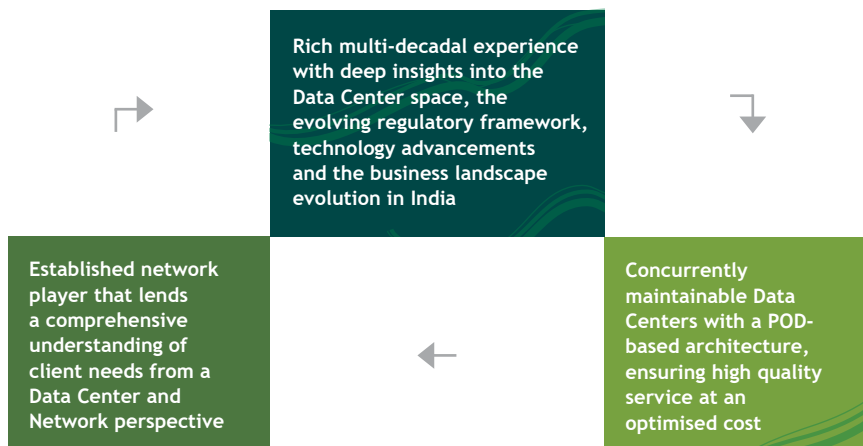 Rich multi-decadal experience
with deep insights into the
Data Center space, the
evolving regulatory framework,
technology advancements
and the business landscape
evolution in India
Established network
player that lends
a comprehensive
understanding of
client needs from a
Data Center and
Network perspective
Concurrently
maintainable Data
Centers with a POD-
based architecture,
ensuring high quality
service at an
optimised cost